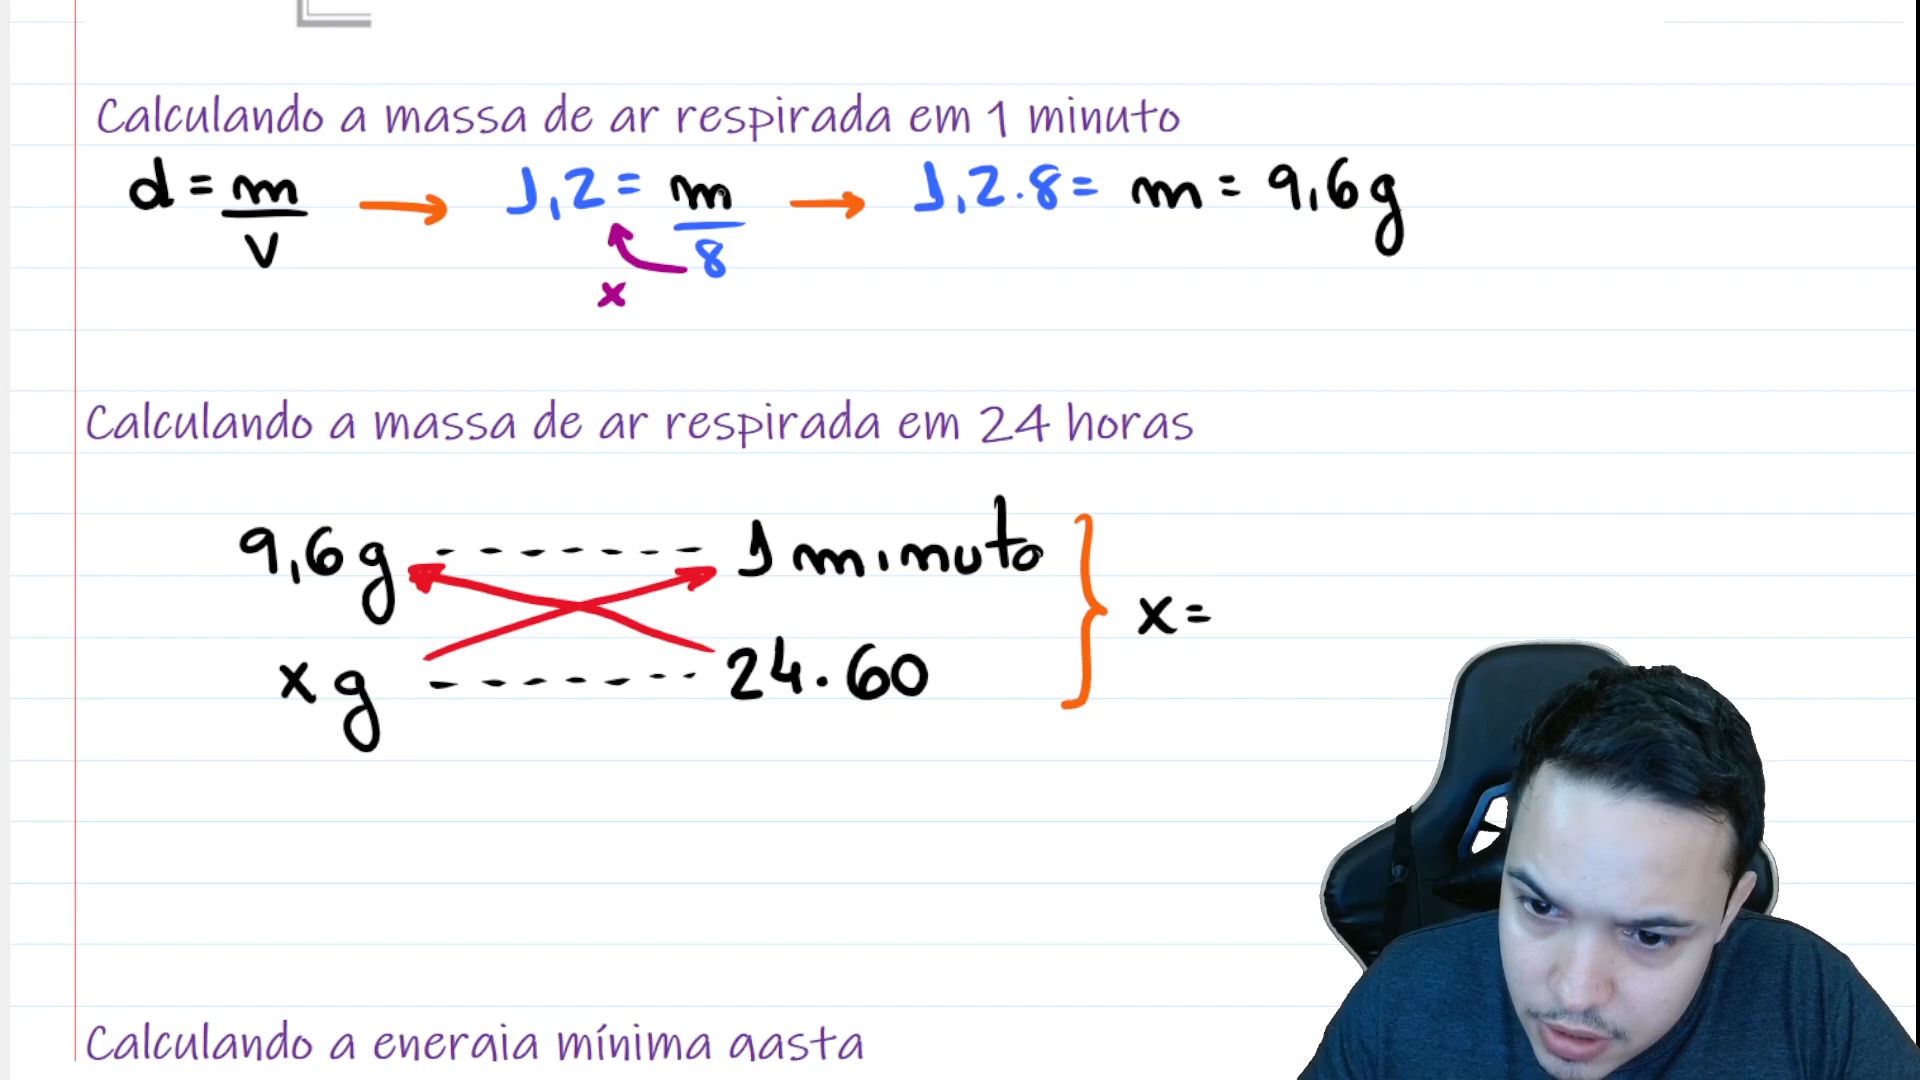 Calculando a massa de ar respirada em 1 minuto
d = m/V → 1,2 = m/8 → 1,2.8 = m = 9,6g
x
Calculando a massa de ar respirada em 24 horas
9,6g ------ 1 minuto
x g ------ 24.60
} x =
Calculando a energia mínima gasta